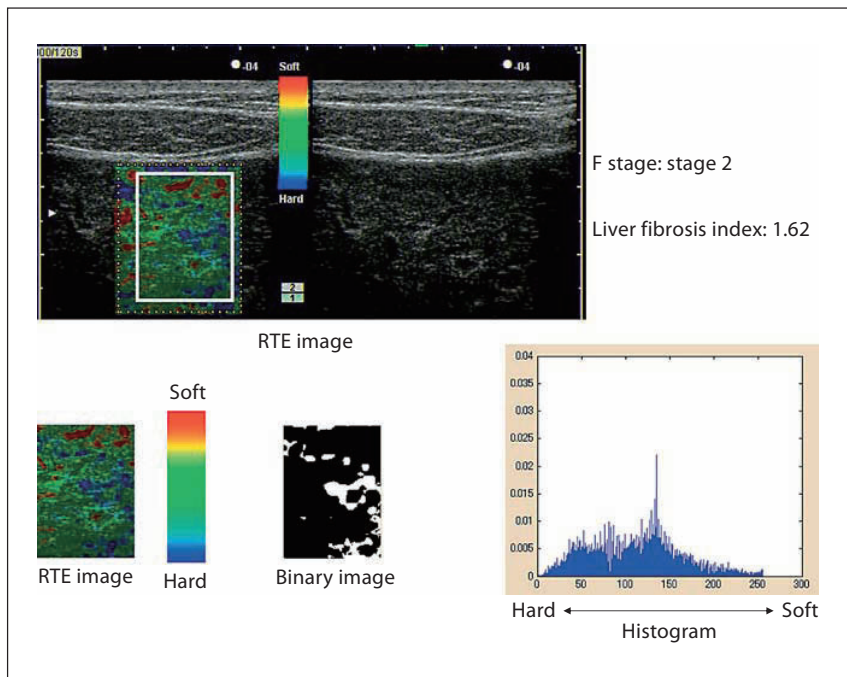 000/120s
-04
-04
Soft
Hard
2
1
F stage: stage 2
Liver fibrosis index: 1.62
RTE image
Soft
Hard
RTE image
Binary image
0.04
0.035
0.03
0.025
0.02
0.015
0.01
0.005
0
0 50 100 150 200 250 300
Hard Soft
Histogram